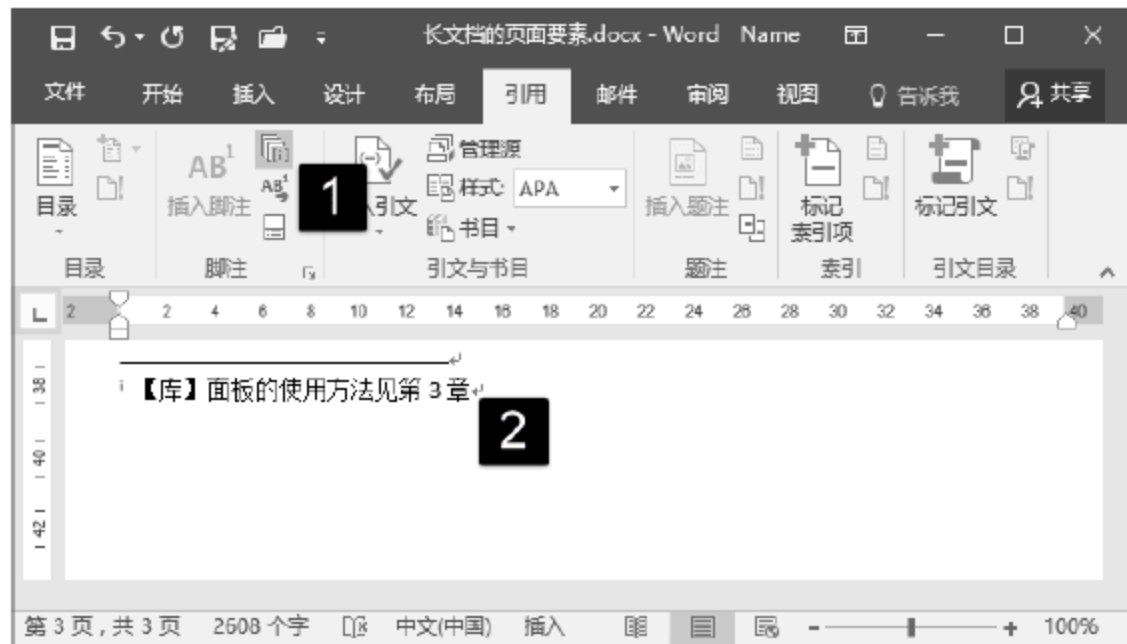 长文档的页面要素.docx - Word Name
文件 开始 插入 设计 布局 引用 邮件 审阅 视图 告诉我 共享
管理源
AB1
目录 插入脚注 AB1 1 入引文 样式: APA 插入题注 标记 标记引文
书目 索引项
目录 脚注 引文与书目 题注 索引 引文目录
L 2 2 4 6 8 10 12 14 16 18 20 22 24 26 28 30 32 34 36 38 40
38 i 【库】面板的使用方法见第 3 章
2
40
42
第 3 页,共 3 页 2608 个字 中文(中国) 插入 - + 100%